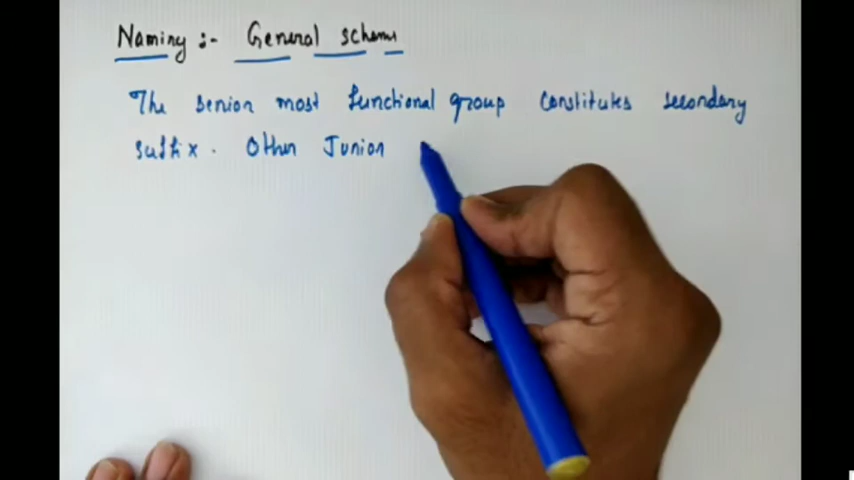 Naming :- General scheme
The senior most functional group constitutes secondary
suffix. Other Junior